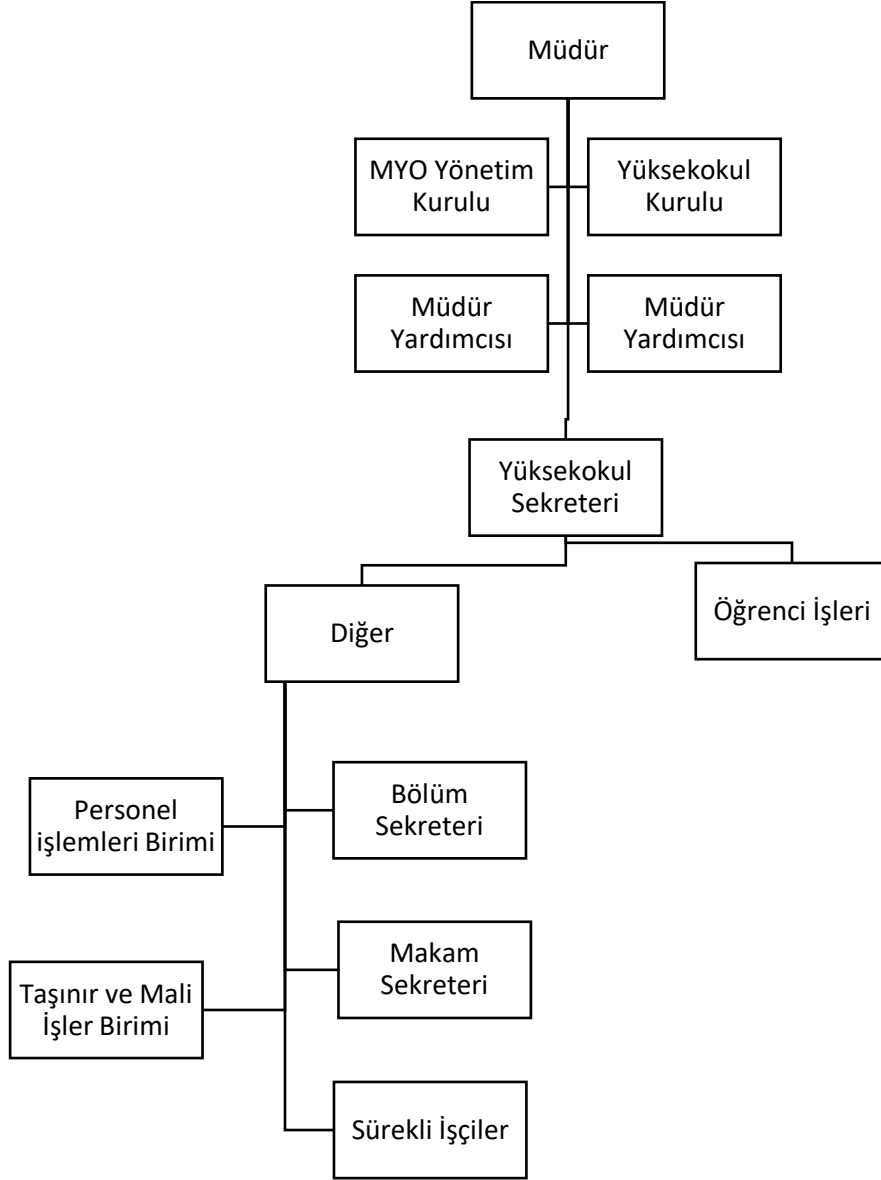 Müdür
MYO Yönetim
Kurulu
Yüksekokul
Kurulu
Müdür
Yardımcısı
Müdür
Yardımcısı
Yüksekokul
Sekreteri
Diğer
Öğrenci İşleri
Personel
işlemleri Birimi
Bölüm
Sekreteri
Taşınır ve Mali
İşler Birimi
Makam
Sekreteri
Sürekli İşçiler